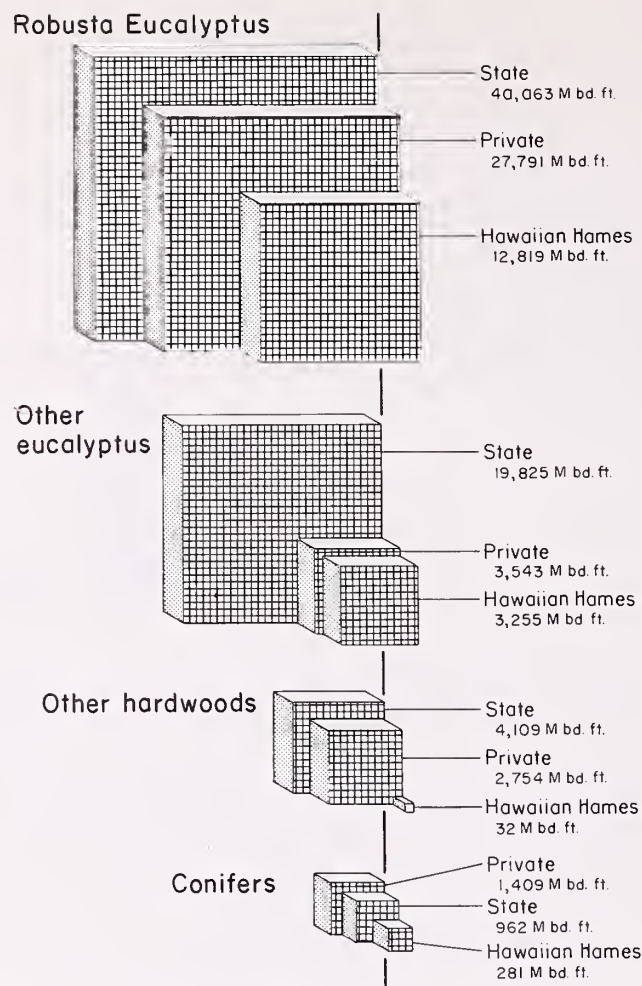 Robusta Eucalyptus
State
40,063 M bd. ft.
Private
27,791 M bd. ft.
Hawaiian Homes
12,819 M bd. ft.
Other
eucalyptus
State
19,825 M bd. ft.
Private
3,543 M bd. ft.
Hawaiian Homes
3,255 M bd. ft.
Other hardwoods
State
4,109 M bd. ft.
Private
2,754 M bd. ft.
Hawaiian Homes
32 M bd. ft.
Conifers
Private
1,409 M bd. ft.
State
962 M bd. ft.
Hawaiian Homes
281 M bd. ft.